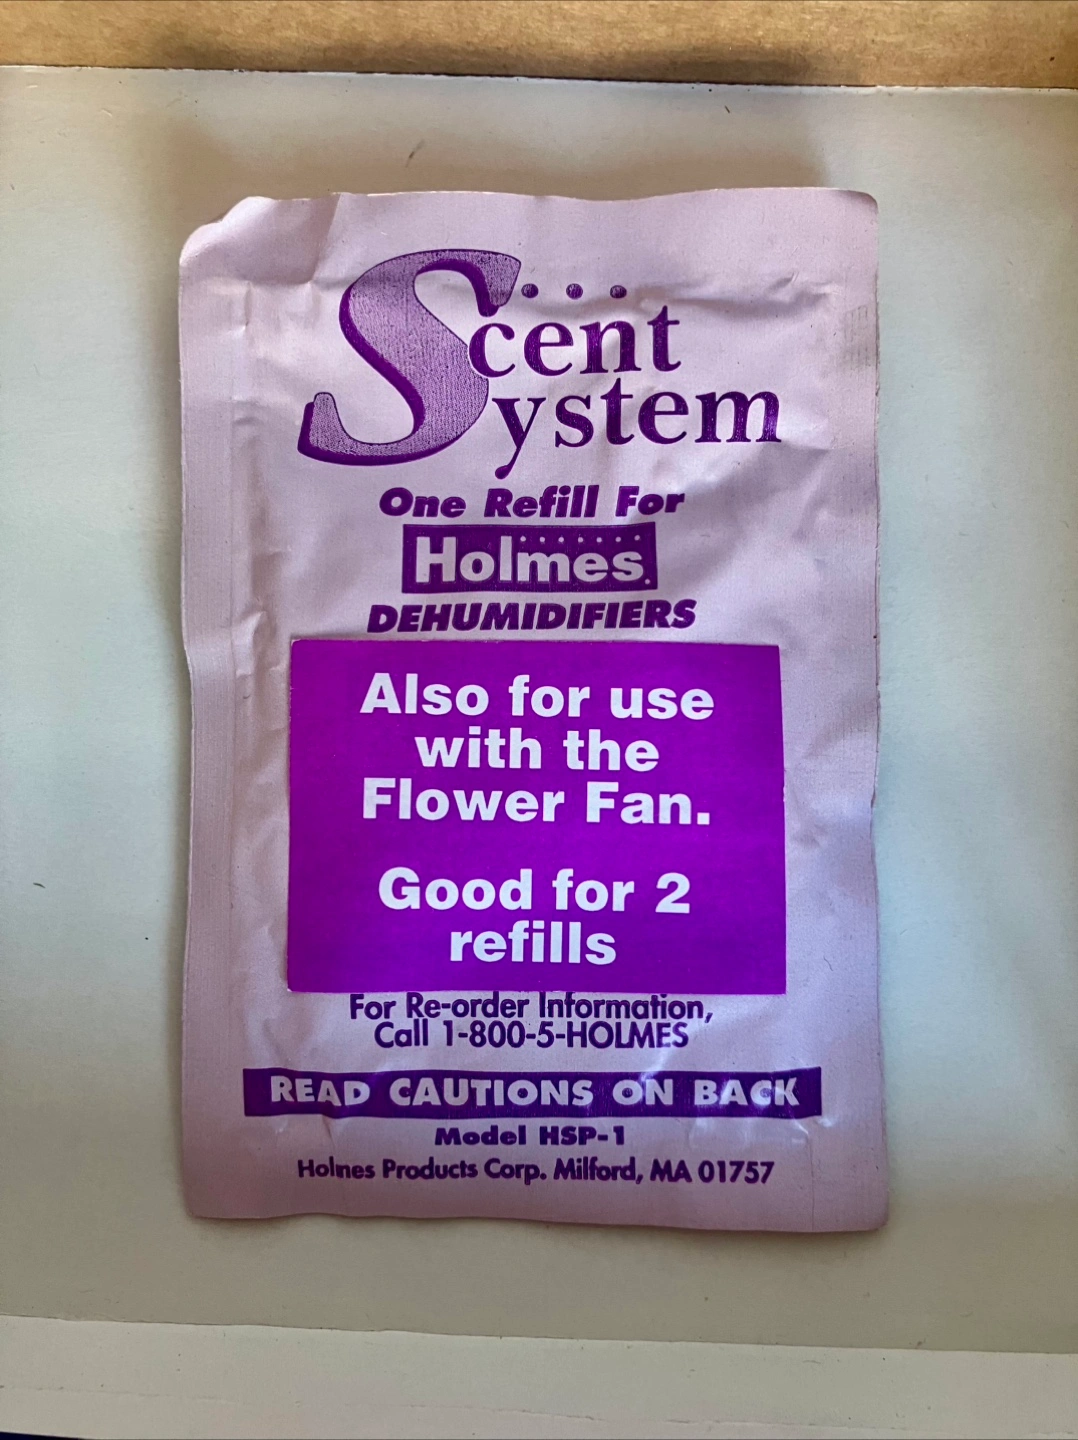 Scent
System
One Refill For
Holmes.
DEHUMIDIFIERS
Also for use
with the
Flower Fan.
Good for 2
refills
For Re-order Information,
Call 1-800-5-HOLMES
READ CAUTIONS ON BACK
Model HSP-1
Holmes Products Corp. Milford, MA 01757